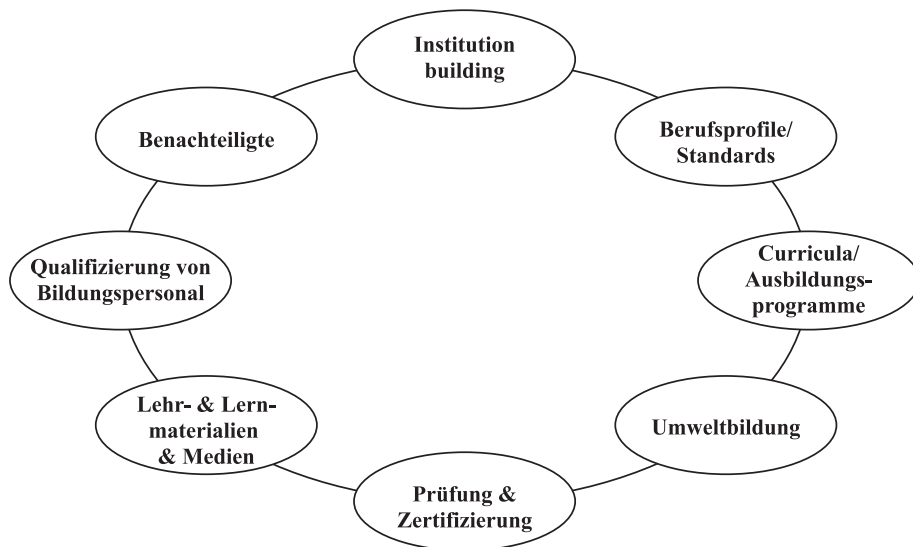 Institution
building
Berufsprofile/
Standards
Curricula/
Ausbildungs-
programme
Umweltbildung
Prüfung &
Zertifizierung
Lehr- & Lern-
materialien
& Medien
Qualifizierung von
Bildungspersonal
Benachteiligte